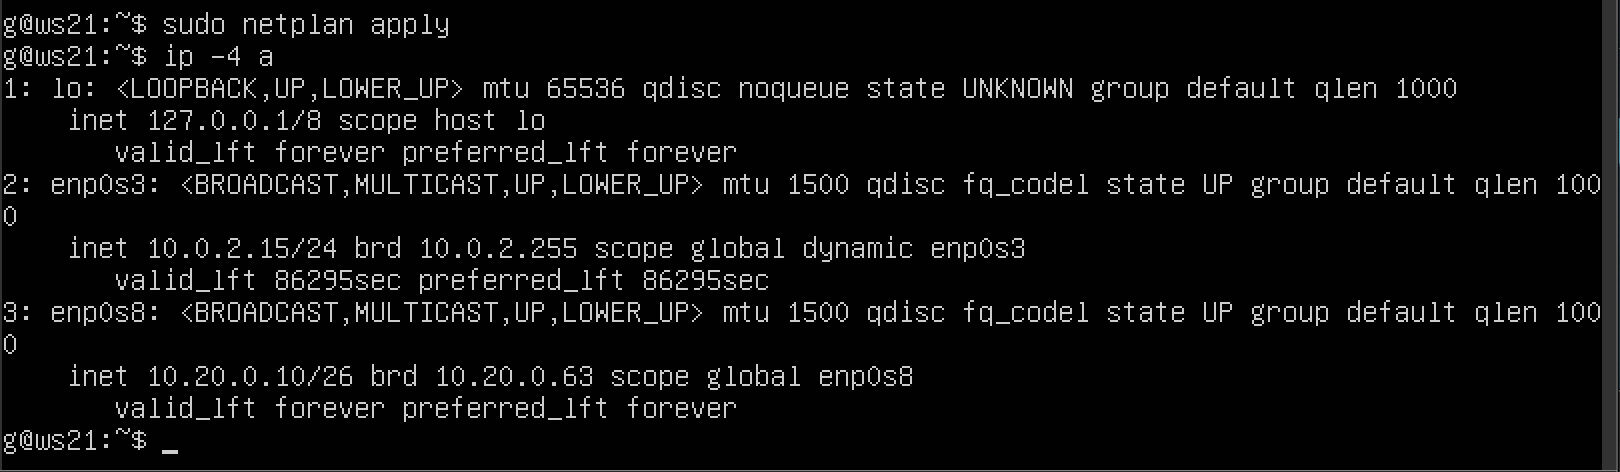 g@ws21:~$ sudo netplan apply
g@ws21:~$ ip -4 a
1: lo: <LOOPBACK,UP,LOWER_UP> mtu 65536 qdisc noqueue state UNKNOWN group default qlen 1000
    inet 127.0.0.1/8 scope host lo
       valid_lft forever preferred_lft forever
2: enp0s3: <BROADCAST,MULTICAST,UP,LOWER_UP> mtu 1500 qdisc fq_codel state UP group default qlen 100
0
    inet 10.0.2.15/24 brd 10.0.2.255 scope global dynamic enp0s3
       valid_lft 86295sec preferred_lft 86295sec
3: enp0s8: <BROADCAST,MULTICAST,UP,LOWER_UP> mtu 1500 qdisc fq_codel state UP group default qlen 100
0
    inet 10.20.0.10/26 brd 10.20.0.63 scope global enp0s8
       valid_lft forever preferred_lft forever
g@ws21:~$ _